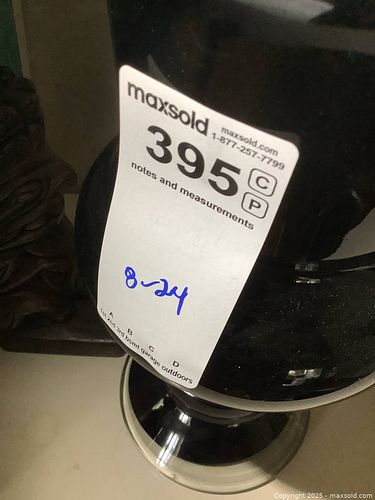 maxsold
maxsold.com
1-877-257-7799
395
C
P
notes and measurements
8-24
A B C D
1st 2nd 3rd bsmt garage outdoors
Copyright 2025 - maxsold.com